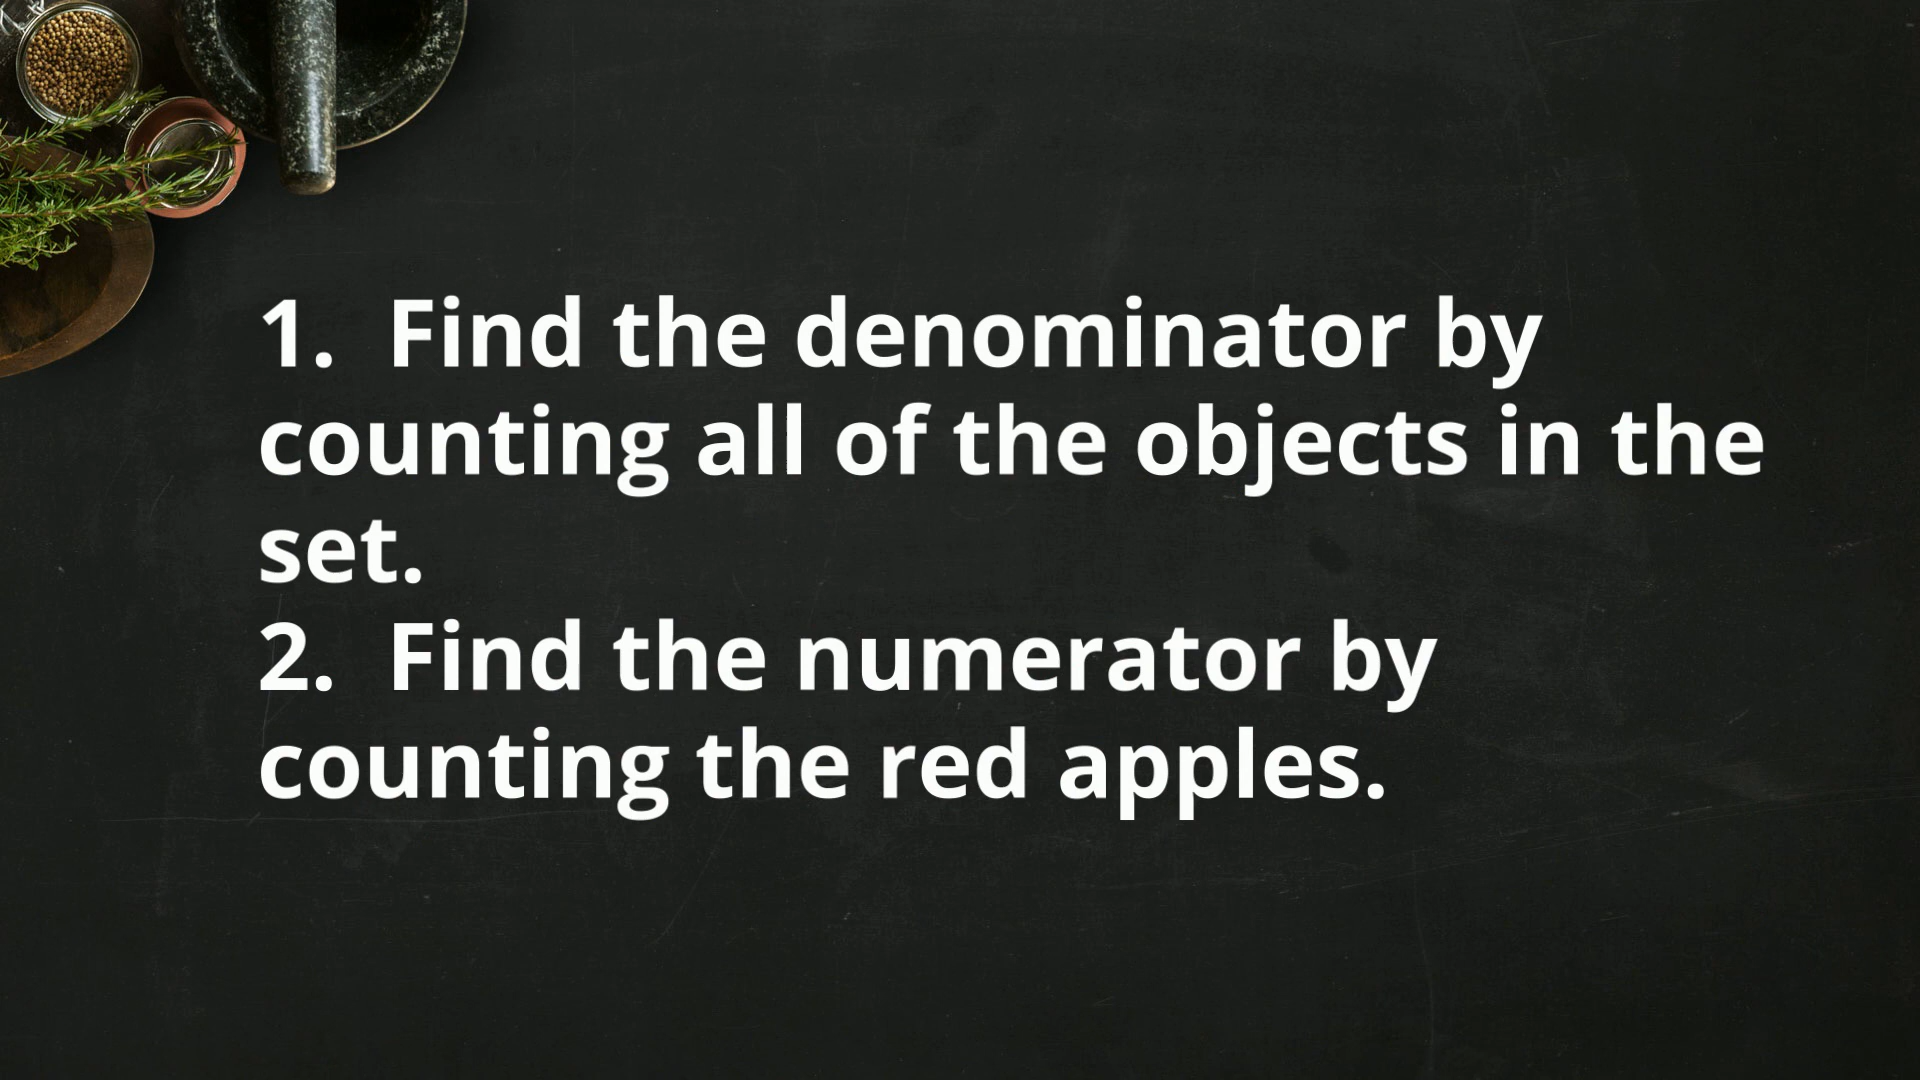 1.  Find the denominator by
counting all of the objects in the
set.
2.  Find the numerator by
counting the red apples.